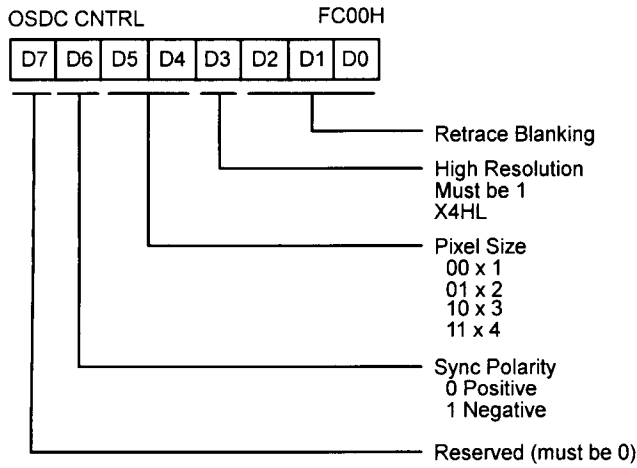 OSDC CNTRL FC00H
D7 D6 D5 D4 D3 D2 D1 D0
Retrace Blanking
High Resolution
Must be 1
X4HL
Pixel Size
00 x 1
01 x 2
10 x 3
11 x 4
Sync Polarity
0 Positive
1 Negative
Reserved (must be 0)